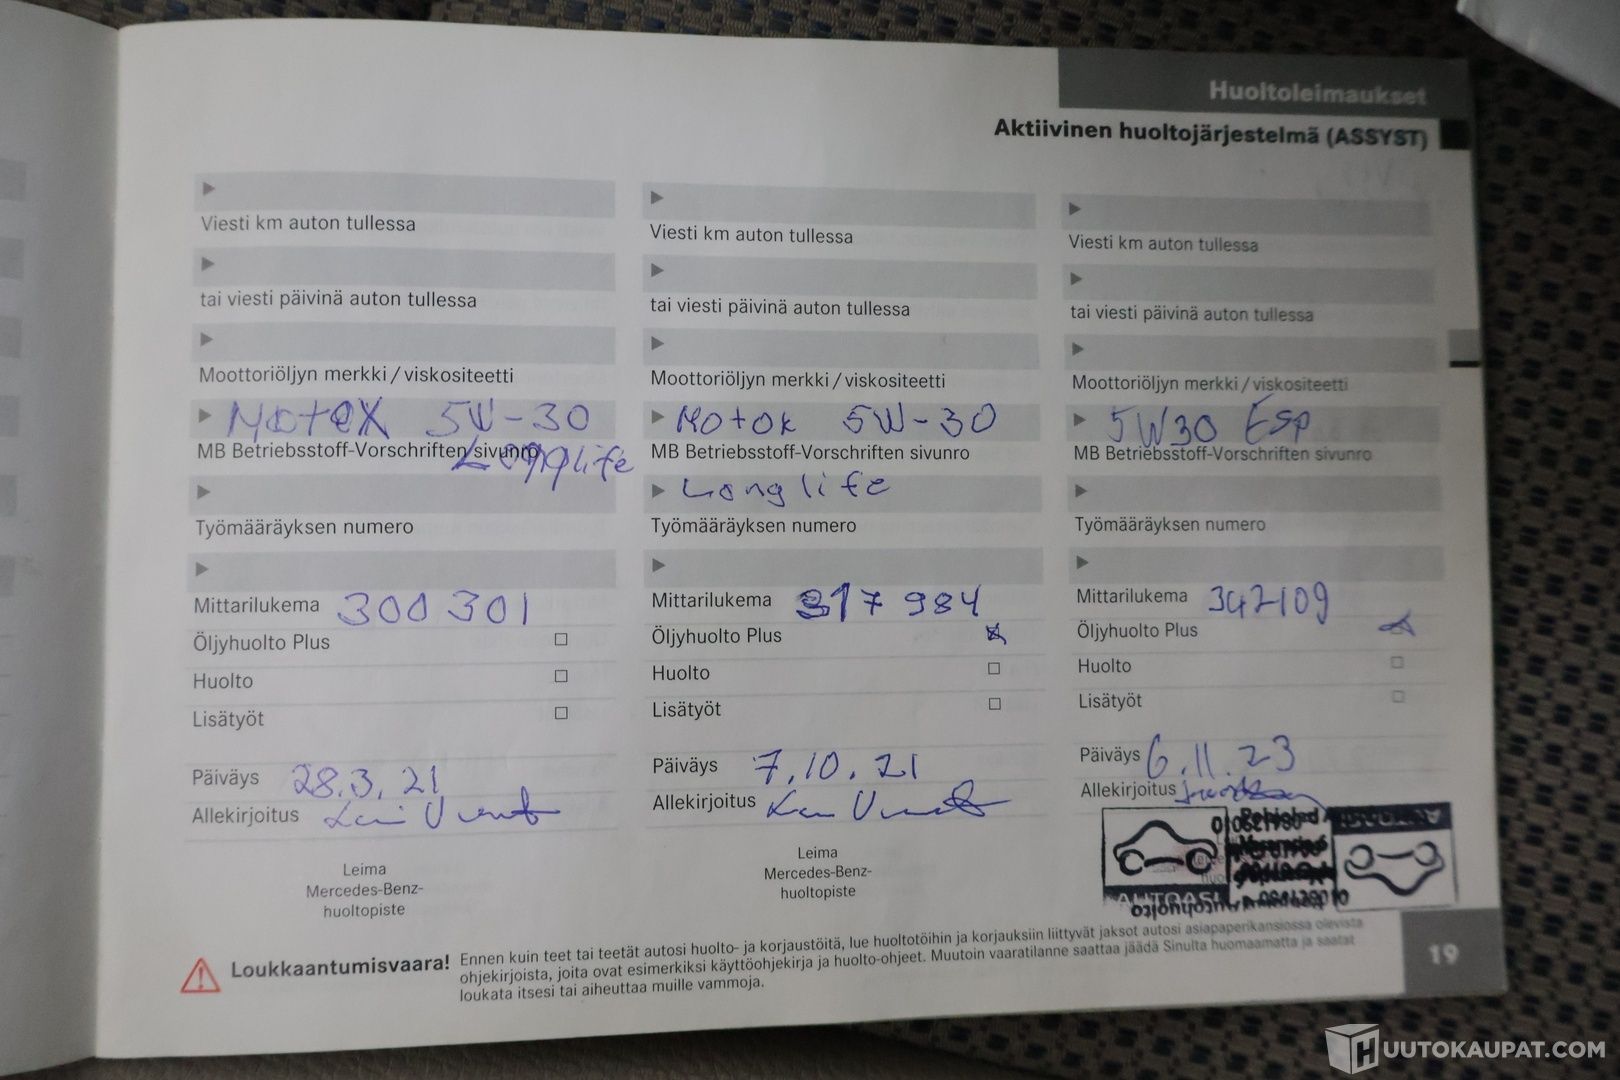 Huoltoleimaukset
Aktiivinen huoltojärjestelmä (ASSYST)
Viesti km auton tullessa
tai viesti päivinä auton tullessa
Moottoriöljyn merkki / viskositeetti
Motex 5W-30
MB Betriebsstoff-Vorschriften sivunro
Longlife
Työmääräyksen numero
Mittarilukema 300 301
Öljyhuolto Plus
Huolto
Lisätyöt
Päiväys 28.3.21
Allekirjoitus
Leima
Mercedes-Benz-
huoltopiste
Viesti km auton tullessa
tai viesti päivinä auton tullessa
Moottoriöljyn merkki / viskositeetti
Motok 5W-30
MB Betriebsstoff-Vorschriften sivunro
Longlife
Työmääräyksen numero
Mittarilukema 317 984
Öljyhuolto Plus
Huolto
Lisätyöt
Päiväys 7.10.21
Allekirjoitus
Leima
Mercedes-Benz-
huoltopiste
Viesti km auton tullessa
tai viesti päivinä auton tullessa
Moottoriöljyn merkki / viskositeetti
5W30 Esp
MB Betriebsstoff-Vorschriften sivunro
Työmääräyksen numero
Mittarilukema 342109
Öljyhuolto Plus
Huolto
Lisätyöt
Päiväys 6.11.23
Allekirjoitus
Loukkaantumisvaara! Ennen kuin teet tai teetät autosi huolto- ja korjaustöitä, lue huoltotöihin ja korjauksiin liittyvät jaksot autosi asiapaperikansiossa olevista
ohjekirjoista, joita ovat esimerkiksi käyttöohjekirja ja huolto-ohjeet. Muutoin vaaratilanne saattaa jäädä Sinulta huomaamatta ja saatat
loukata itsesi tai aiheuttaa muille vammoja.
19
HUUTOKAUPAT.COM